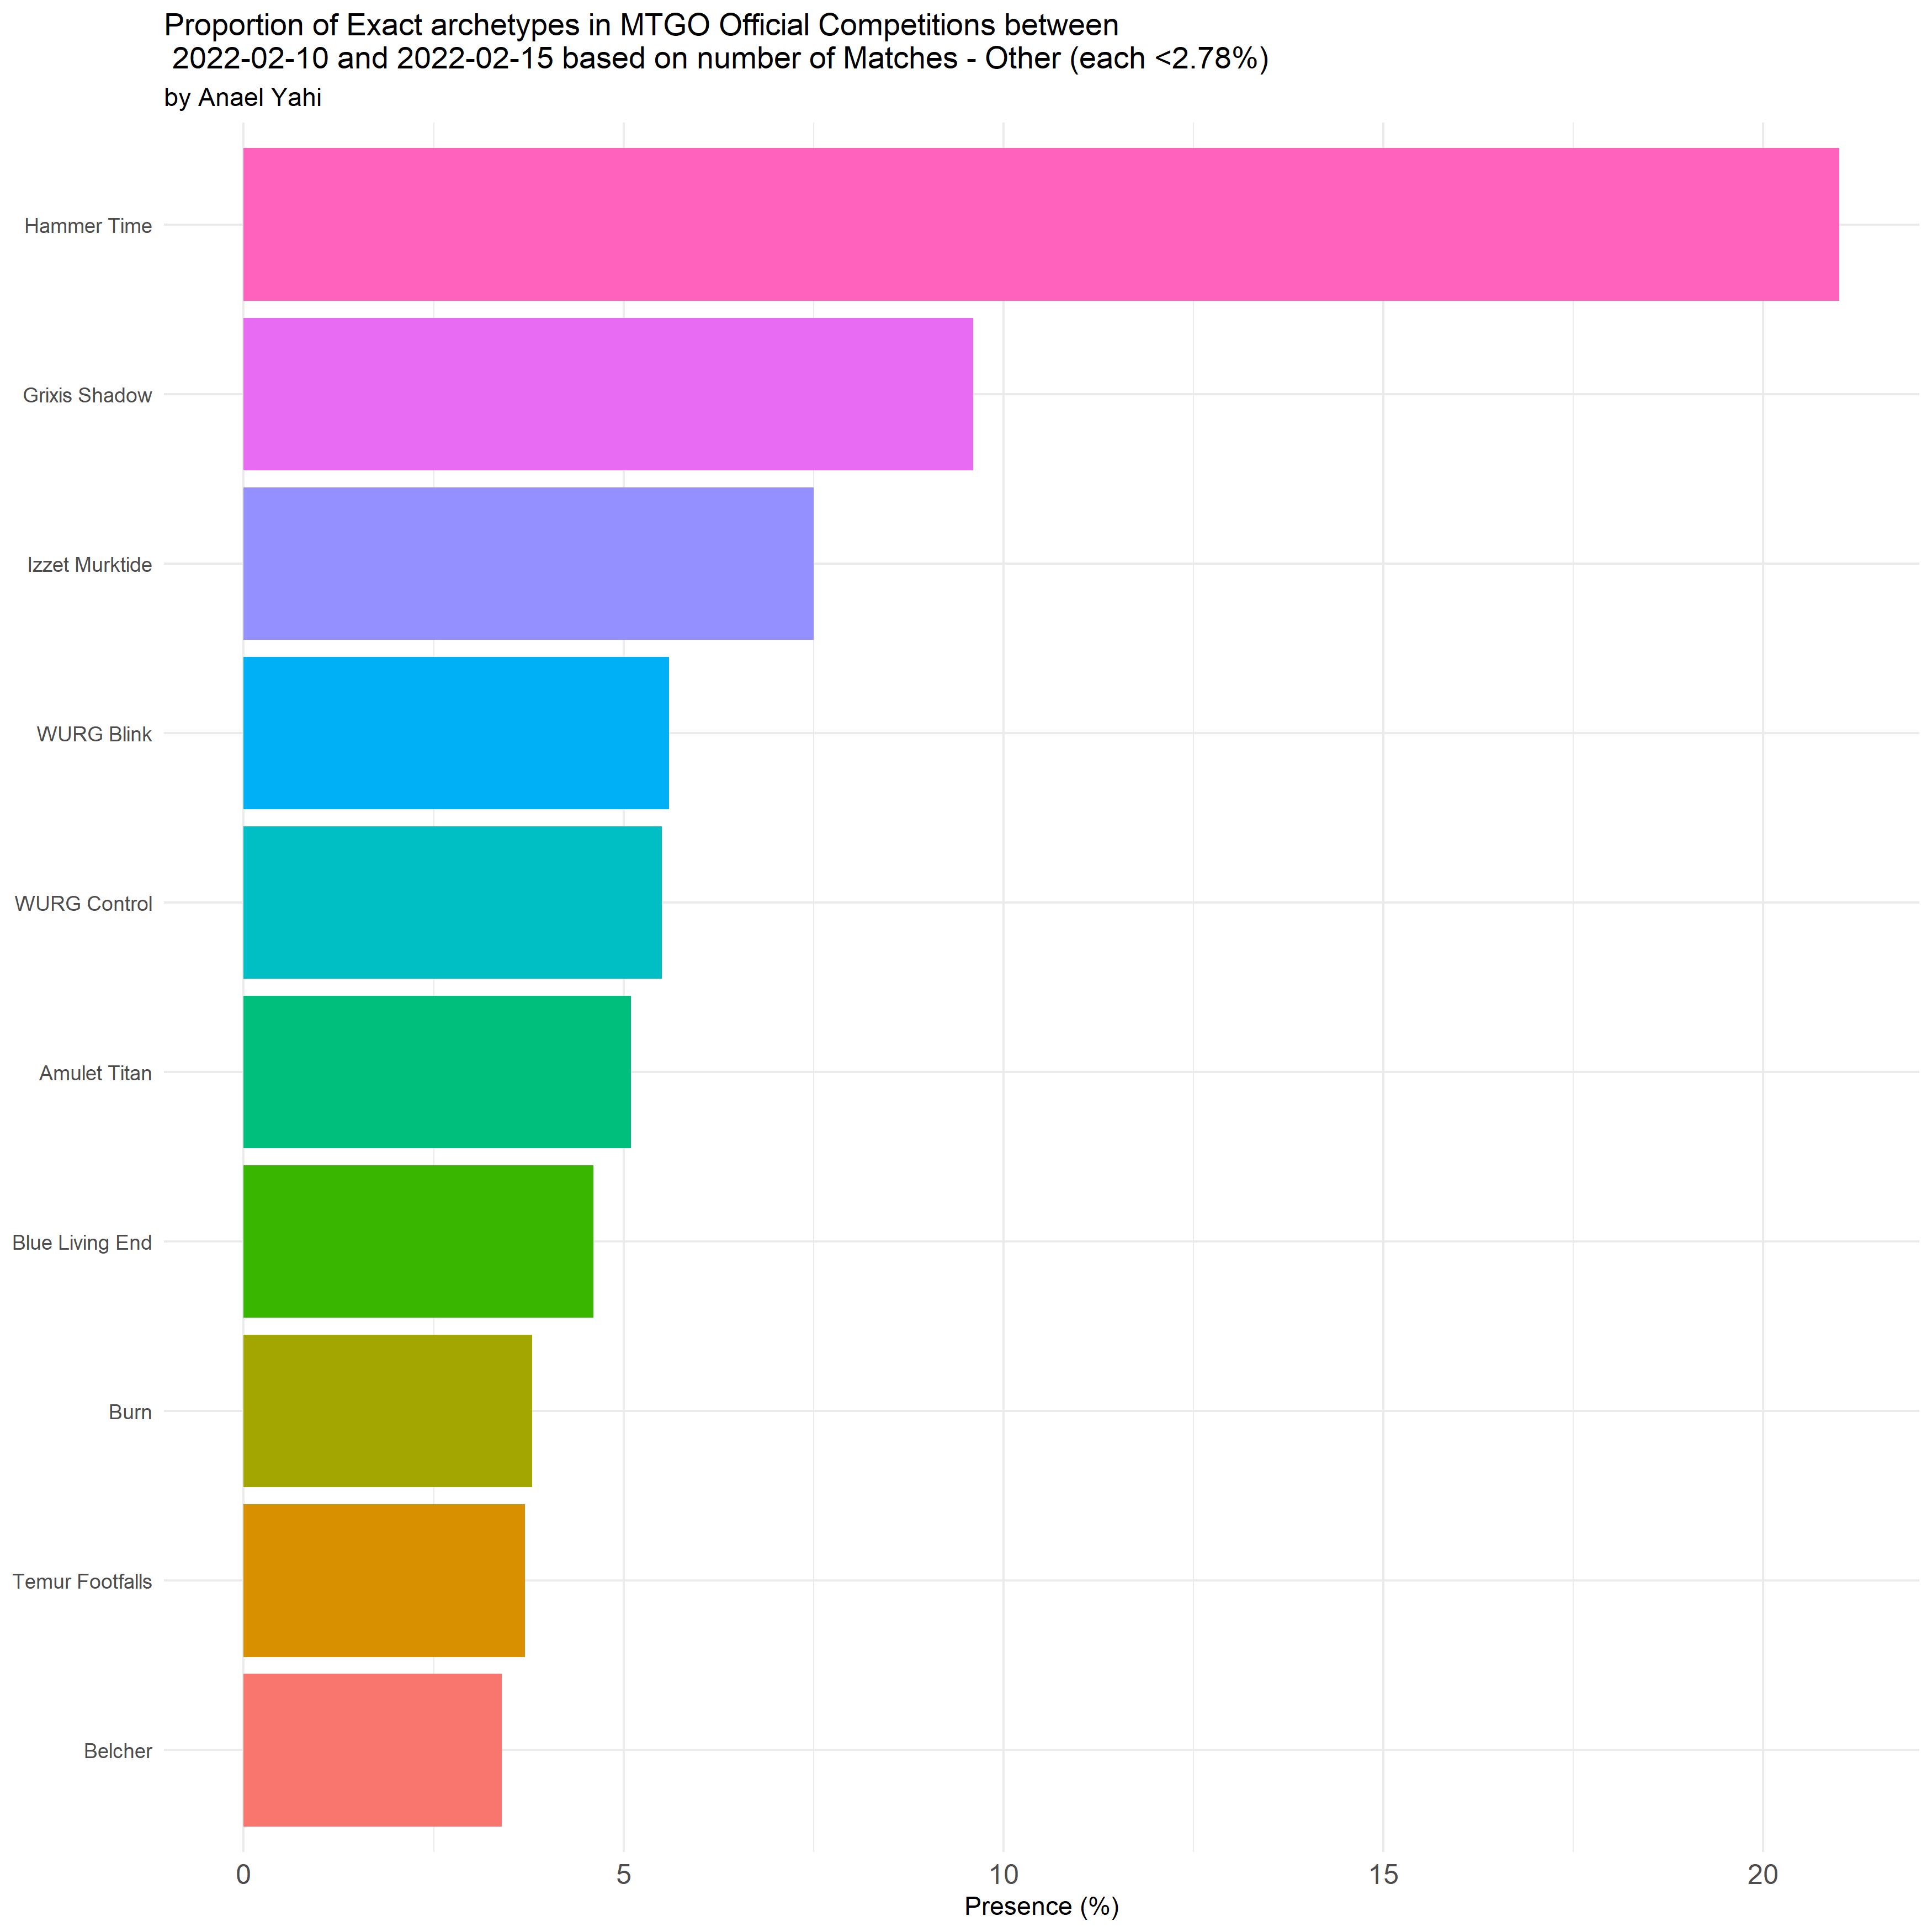 Proportion of Exact archetypes in MTGO Official Competitions between
2022-02-10 and 2022-02-15 based on number of Matches - Other (each <2.78%)
by Anael Yahi
Hammer Time
Grixis Shadow
Izzet Murktide
WURG Blink
WURG Control
Amulet Titan
Blue Living End
Burn
Temur Footfalls
Belcher
0 5 10 15 20
Presence (%)